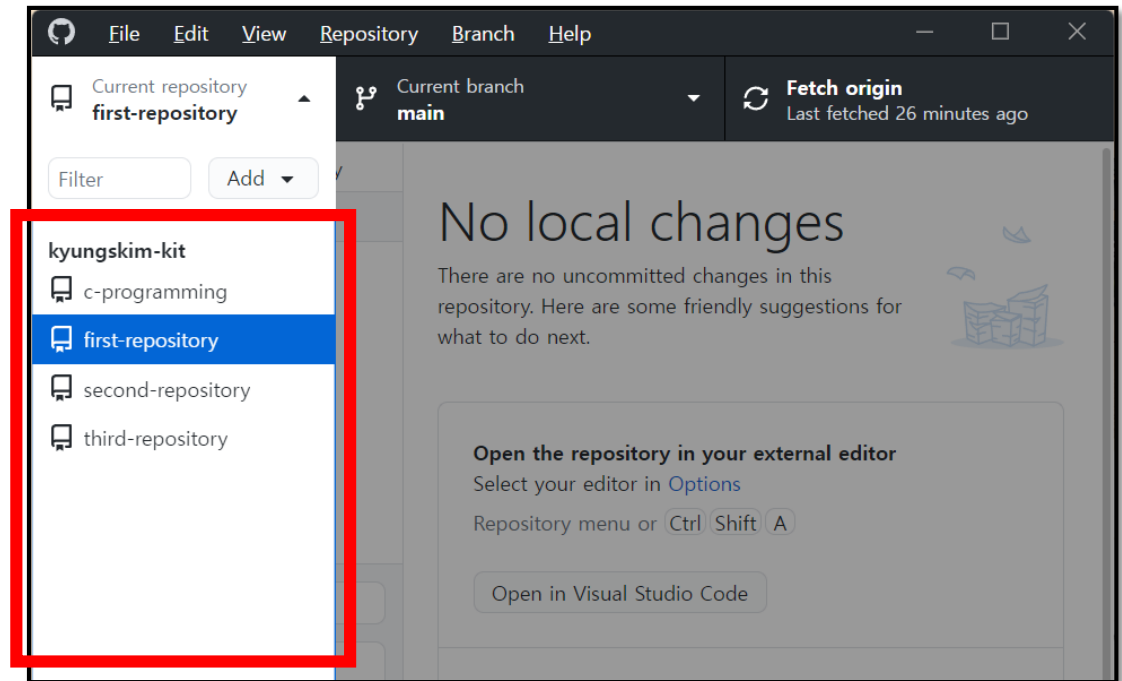 File Edit View Repository Branch Help
Current repository
first-repository
Current branch
main
Fetch origin
Last fetched 26 minutes ago
Filter
Add
y
kyungskim-kit
c-programming
first-repository
second-repository
third-repository
No local changes
There are no uncommitted changes in this
repository. Here are some friendly suggestions for
what to do next.
Open the repository in your external editor
Select your editor in Options
Repository menu or Ctrl Shift A
Open in Visual Studio Code